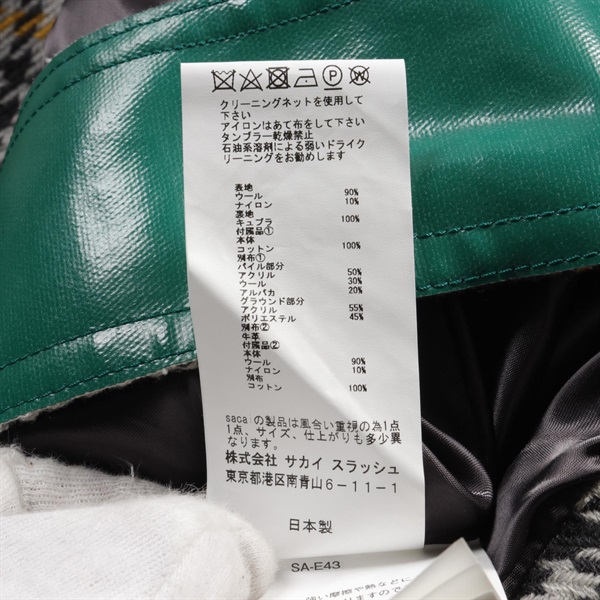 クリーニングネットを使用して
下さい
アイロンはあて布をして下さい
タンブラー乾燥禁止
石油系溶剤による弱いドライク
リーニングをお勧めします
表地
ウール 90%
ナイロン 10%
裏地
キュプラ 100%
付属品①
本体
コットン 100%
別布①
パイル部分
アクリル 50%
ウール 30%
アルパカ 20%
グラウンド部分
アクリル 55%
ポリエステル 45%
別布②
牛革
付属品②
本体
ウール 90%
ナイロン 10%
別布
コットン 100%
saca の製品は風合い重視の為1点
1点、サイズ、仕上がりも多少異
なります。
株式会社 サカイ スラッシュ
東京都港区南青山6-11-1
日本製
SA-E43
強い摩擦や熱などに